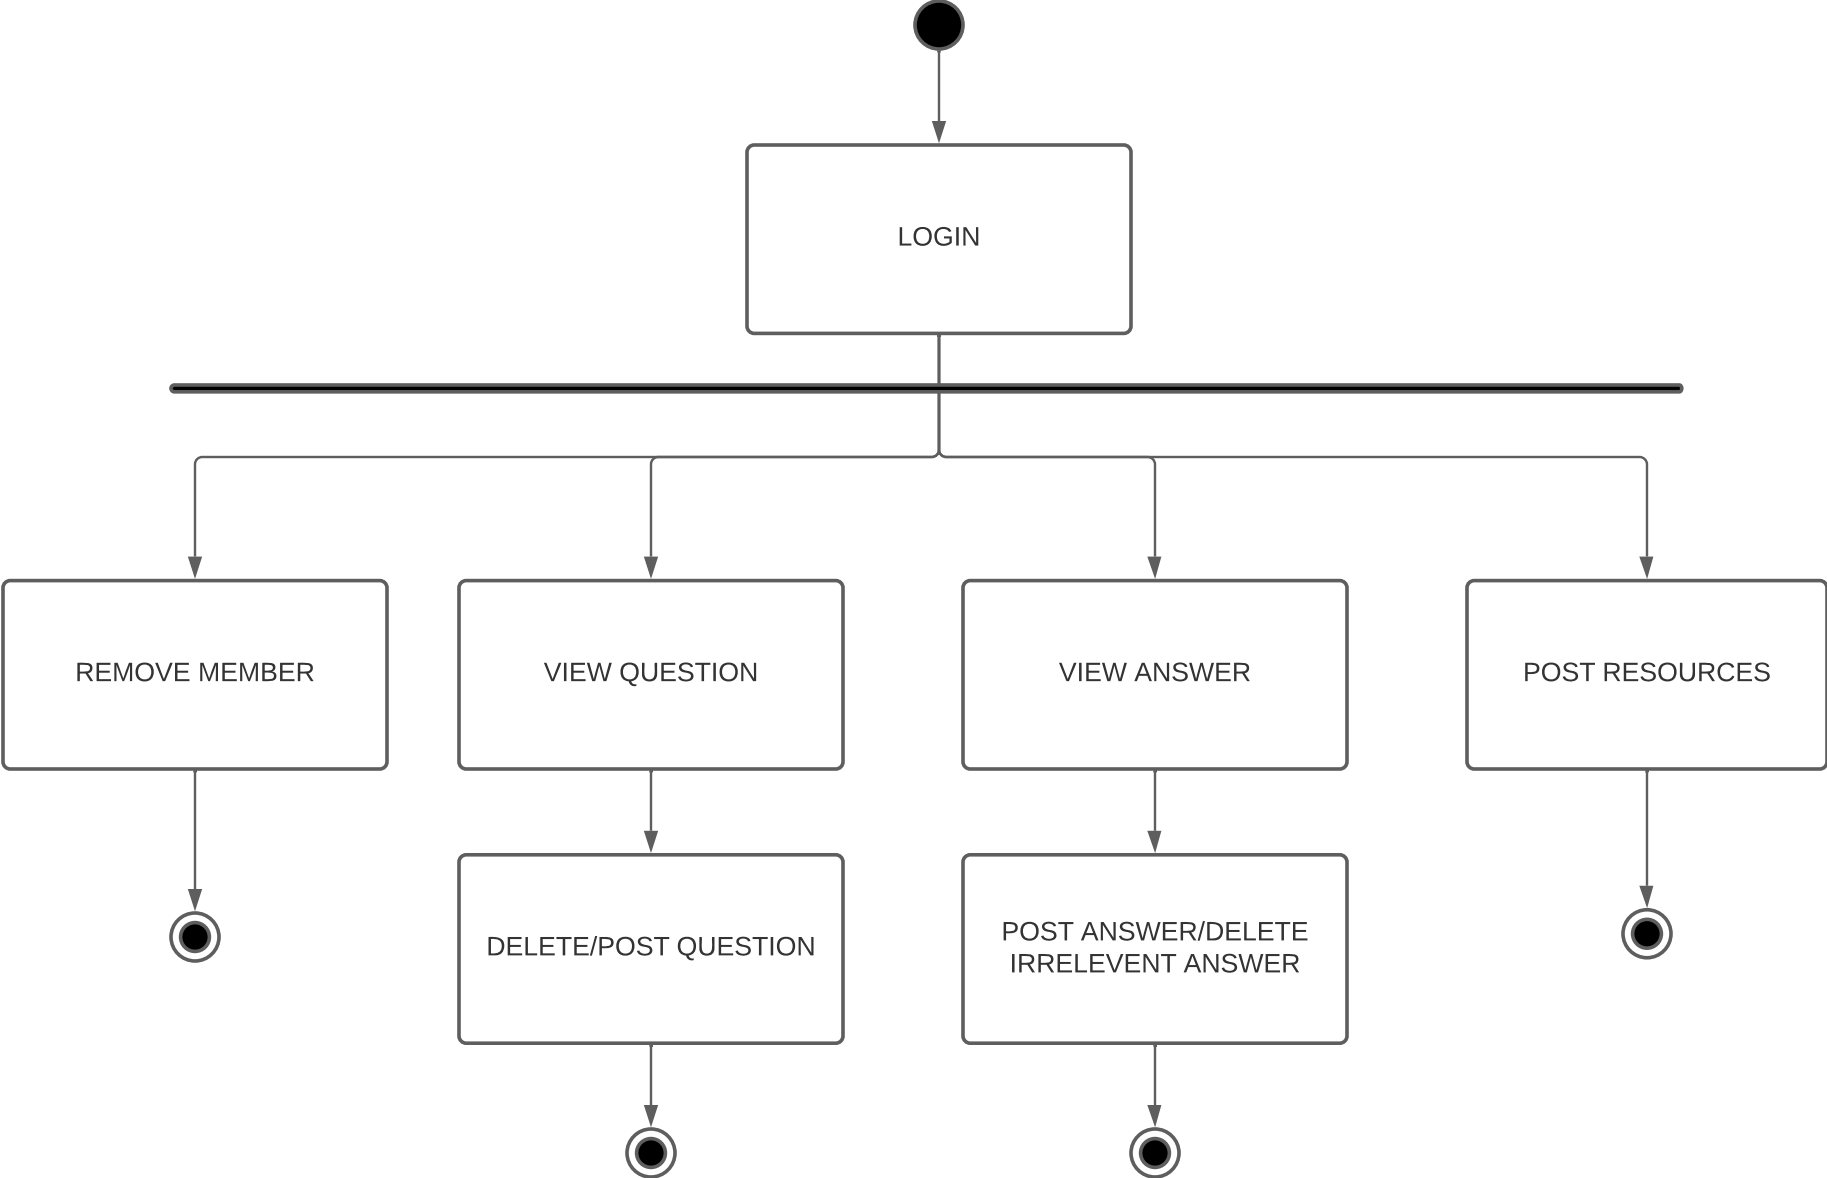 LOGIN
REMOVE MEMBER
VIEW QUESTION
VIEW ANSWER
POST RESOURCES
DELETE/POST QUESTION
POST ANSWER/DELETE
IRRELEVENT ANSWER